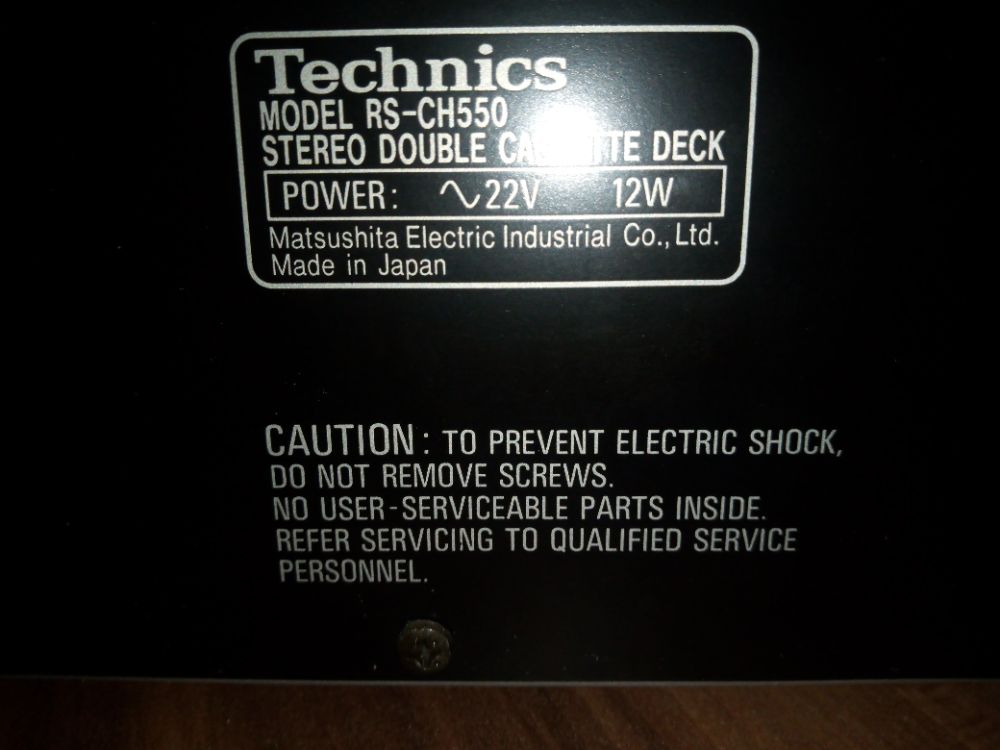 Technics
MODEL RS-CH550
STEREO DOUBLE CASSETTE DECK
POWER: ∿22V 12W
Matsushita Electric Industrial Co., Ltd.
Made in Japan
CAUTION: TO PREVENT ELECTRIC SHOCK,
DO NOT REMOVE SCREWS.
NO USER-SERVICEABLE PARTS INSIDE.
REFER SERVICING TO QUALIFIED SERVICE
PERSONNEL.